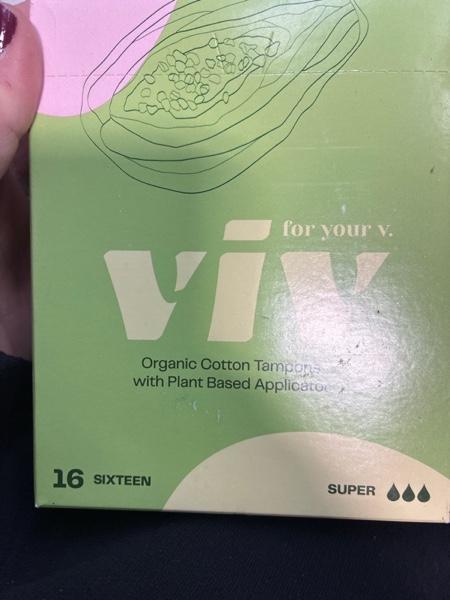 for your v.
viv
Organic Cotton Tampons
with Plant Based Applicator
16 SIXTEEN
SUPER